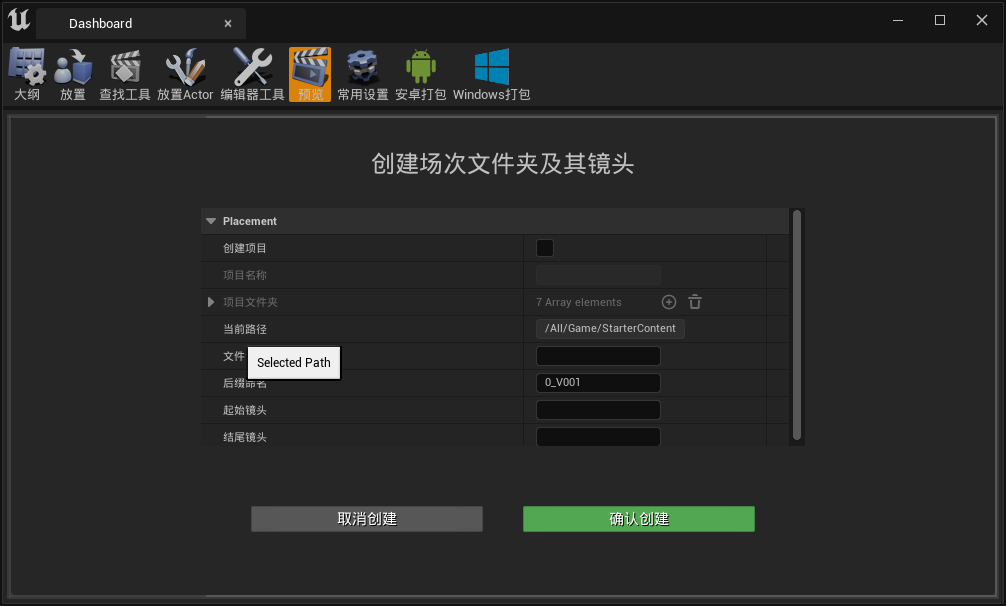 Dashboard
大纲 放置 查找工具 放置Actor 编辑器工具 预览 常用设置 安卓打包 Windows打包
创建场次文件夹及其镜头
Placement
创建项目
项目名称
项目文件夹 7 Array elements
当前路径 /All/Game/StarterContent
文件
Selected Path
后缀命名 0_V001
起始镜头
结尾镜头
取消创建 确认创建